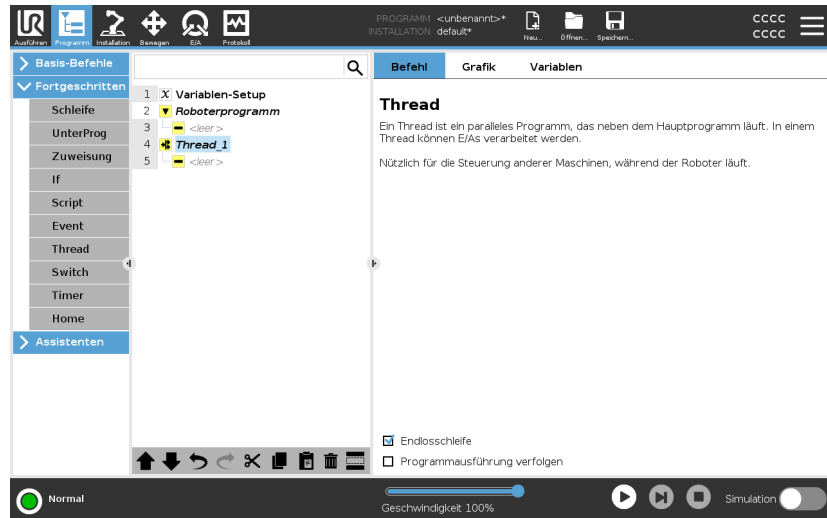 UR
PROGRAMM <unbenannt>*
INSTALLATION default*
cccc
cccc
Ausführen Programm Installation Bewegen E/A Protokoll
Neu... Öffnen... Speichern...
Basis-Befehle
Fortgeschritten
Schleife
UnterProg
Zuweisung
If
Script
Event
Thread
Switch
Timer
Home
Assistenten
1 X Variablen-Setup
2 Roboterprogramm
3 <leer>
4 Thread_1
5 <leer>
Befehl Grafik Variablen
Thread
Ein Thread ist ein paralleles Programm, das neben dem Hauptprogramm läuft. In einem
Thread können E/As verarbeitet werden.
Nützlich für die Steuerung anderer Maschinen, während der Roboter läuft.
Endlosschleife
Programmausführung verfolgen
Normal
Geschwindigkeit 100%
Simulation